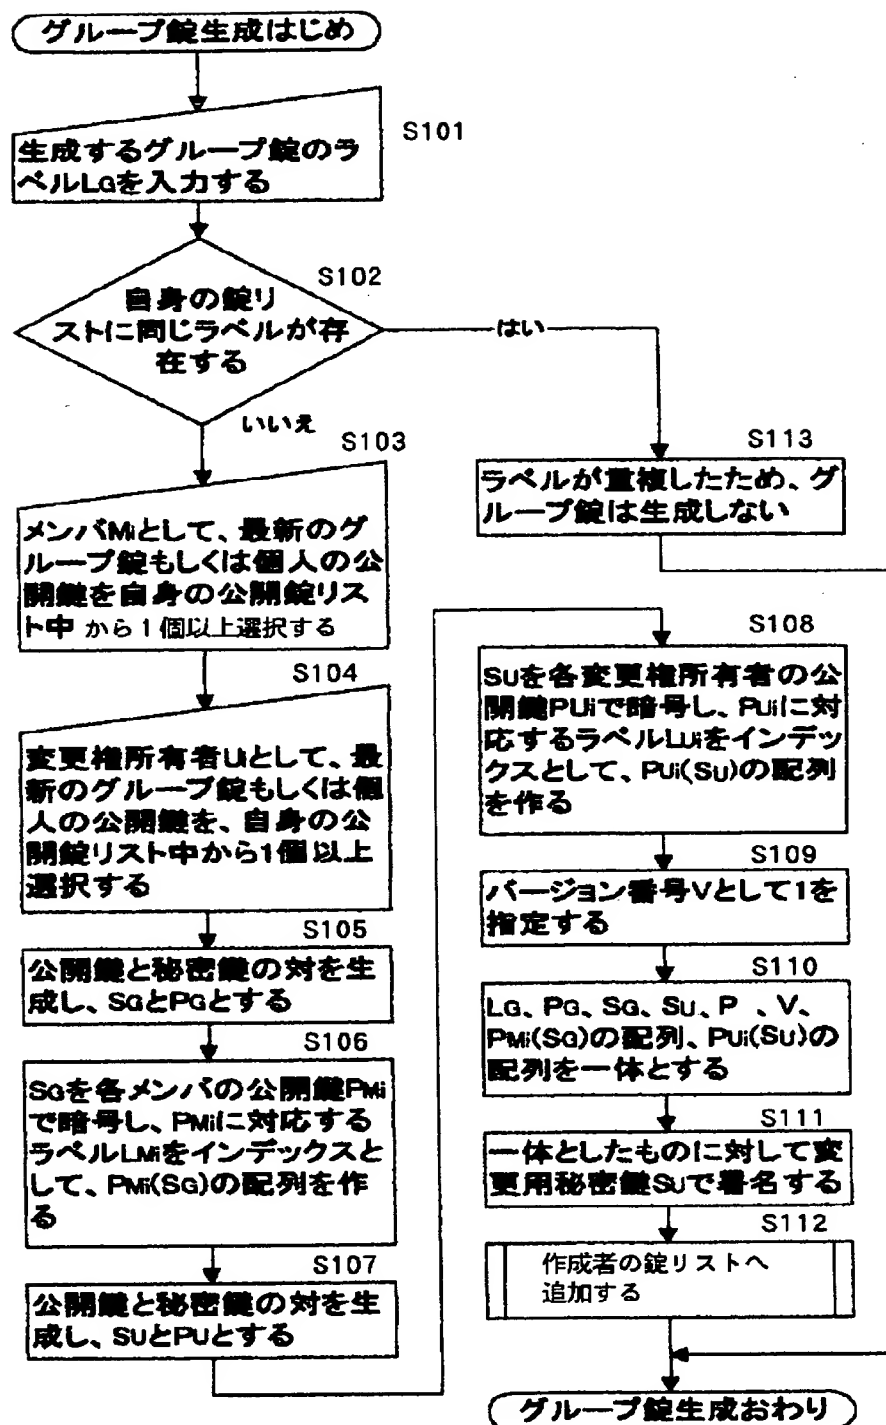 グループ錠生成はじめ
S101
生成するグループ錠のラ
ベルLGを入力する
S102
自身の錠リ
ストに同じラベルが存
在する
はい
いいえ
S103
メンバMiとして、最新のグ
ループ錠もしくは個人の公
開鍵を自身の公開錠リス
ト中 から1個以上選択する
S104
変更権所有者Uiとして、最
新のグループ錠もしくは個
人の公開鍵を、自身の公
開錠リスト中から1個以上
選択する
S105
公開鍵と秘密鍵の対を生
成し、SGとPGとする
S106
SGを各メンバの公開鍵PMi
で暗号し、PMiに対応する
ラベルLMiをインデックスと
して、PMi(SG)の配列を作
る
S107
公開鍵と秘密鍵の対を生
成し、SUとPUとする
S113
ラベルが重複したため、グ
ループ錠は生成しない
S108
SUを各変更権所有者の公
開鍵PUiで暗号し、PUiに対
応するラベルLUiをインデッ
クスとして、PUi(SU)の配列
を作る
S109
バージョン番号Vとして1を
指定する
S110
LG、PG、SG、SU、P 、V、
PMi(SG)の配列、PUi(SU)の
配列を一体とする
S111
一体としたものに対して変
更用秘密鍵SUで署名する
S112
作成者の錠リストへ
追加する
グループ錠生成おわり